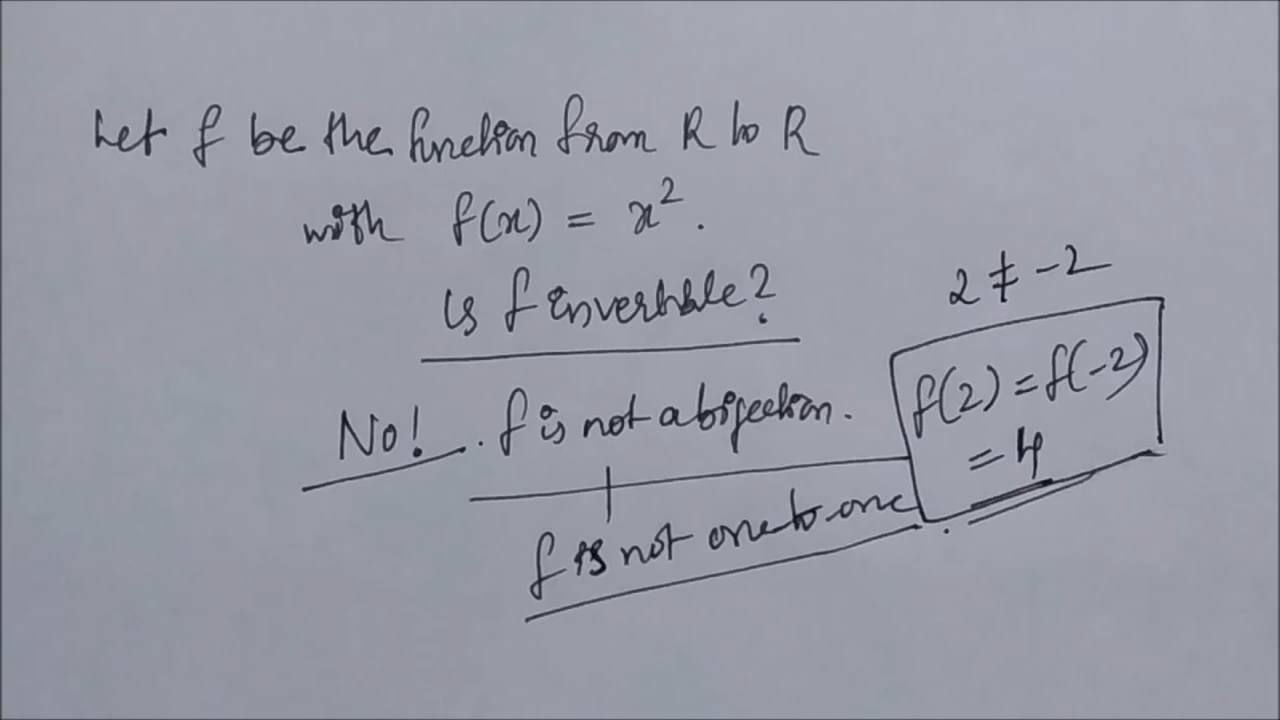 Let f be the function from R to R
with f(x) = x².
is f invertible?
No! . f is not a bijection.
f is not one to one
2 ≠ -2
f(2) = f(-2)
= 4